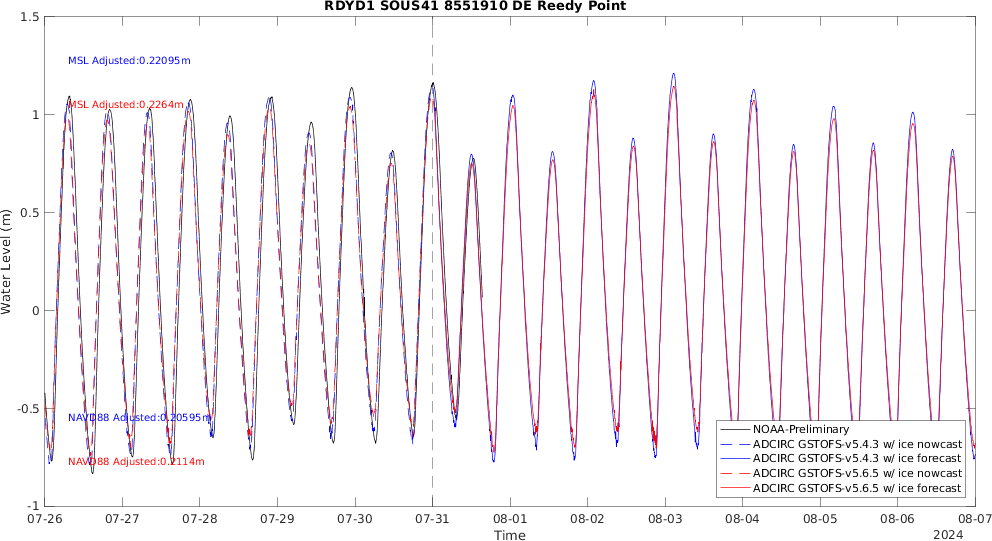 RDYD1 SOUS41 8551910 DE Reedy Point
1.5
1
0.5
0
-0.5
-1
Water Level (m)
MSL Adjusted:0.22095m
MSL Adjusted:0.2264m
NAVD88 Adjusted:0.20595m
NAVD88 Adjusted:0.2114m
NOAA-Preliminary
ADCIRC GSTOFS-v5.4.3 w/ ice nowcast
ADCIRC GSTOFS-v5.4.3 w/ ice forecast
ADCIRC GSTOFS-v5.6.5 w/ ice nowcast
ADCIRC GSTOFS-v5.6.5 w/ ice forecast
07-26 07-27 07-28 07-29 07-30 07-31 08-01 08-02 08-03 08-04 08-05 08-06 08-07
Time
2024